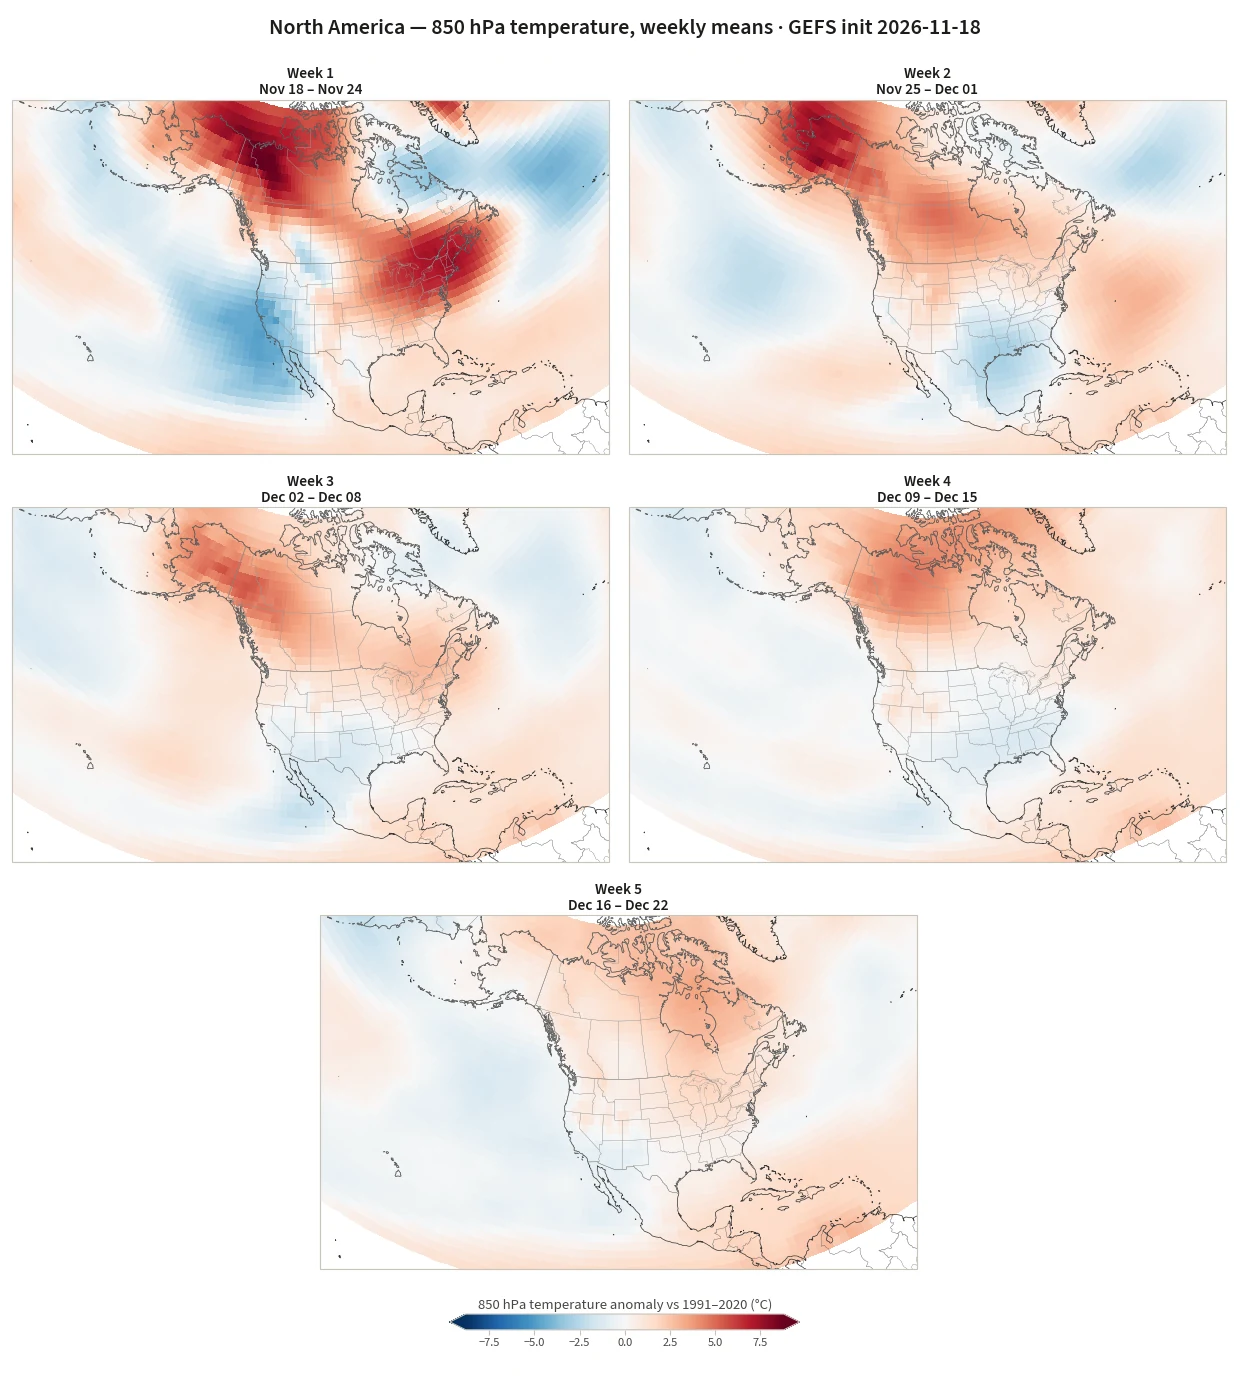 North America — 850 hPa temperature, weekly means · GEFS init 2026-11-18
Week 1
Nov 18 – Nov 24
Week 2
Nov 25 – Dec 01
Week 3
Dec 02 – Dec 08
Week 4
Dec 09 – Dec 15
Week 5
Dec 16 – Dec 22
850 hPa temperature anomaly vs 1991–2020 (°C)
−7.5 −5.0 −2.5 0.0 2.5 5.0 7.5